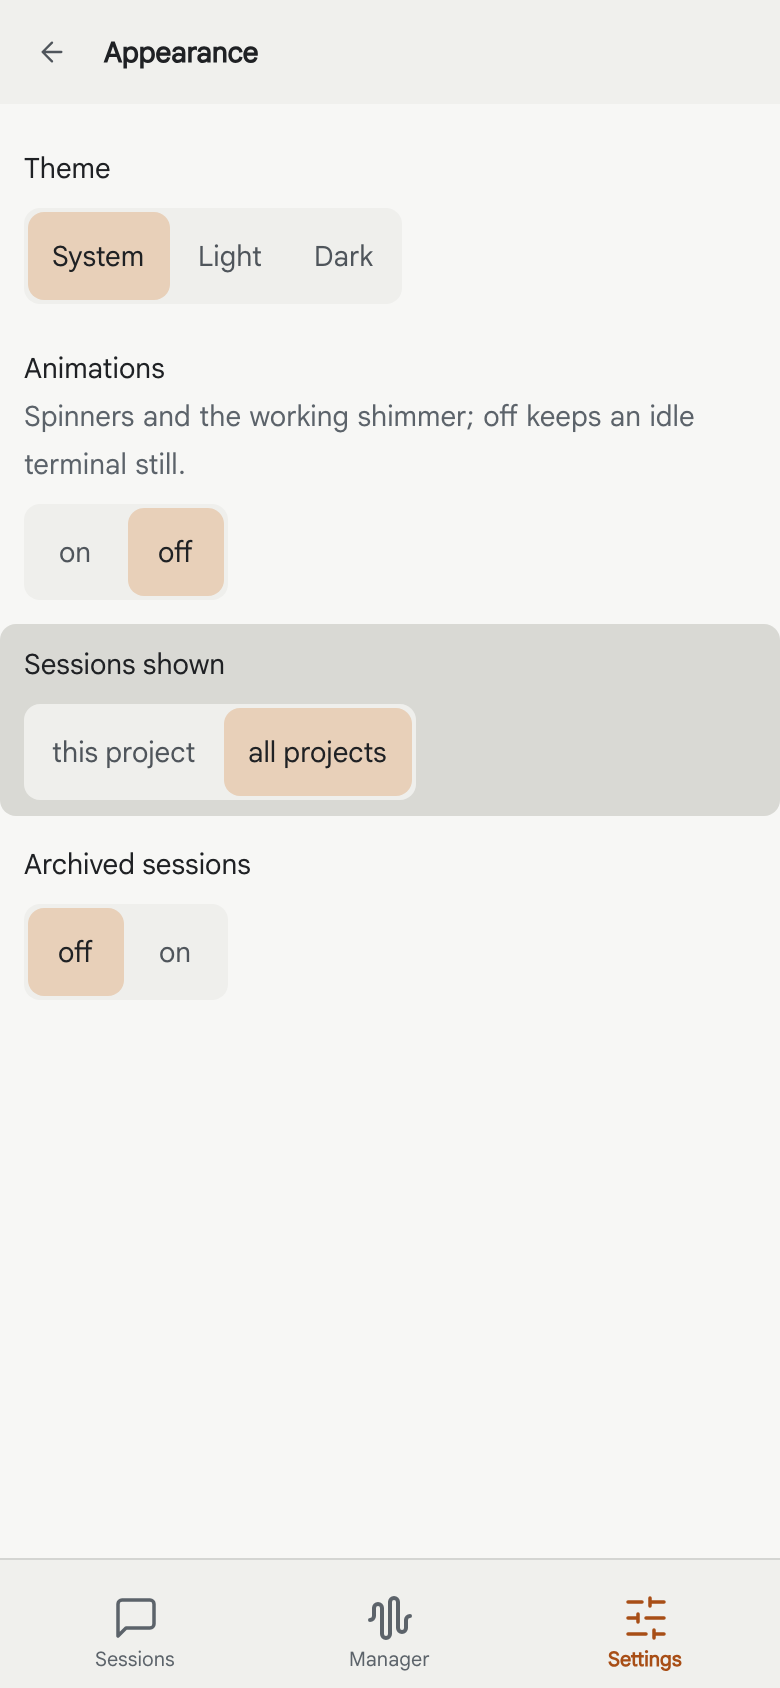 Appearance
Theme
System Light Dark
Animations
Spinners and the working shimmer; off keeps an idle
terminal still.
on off
Sessions shown
this project all projects
Archived sessions
off on
Sessions Manager Settings